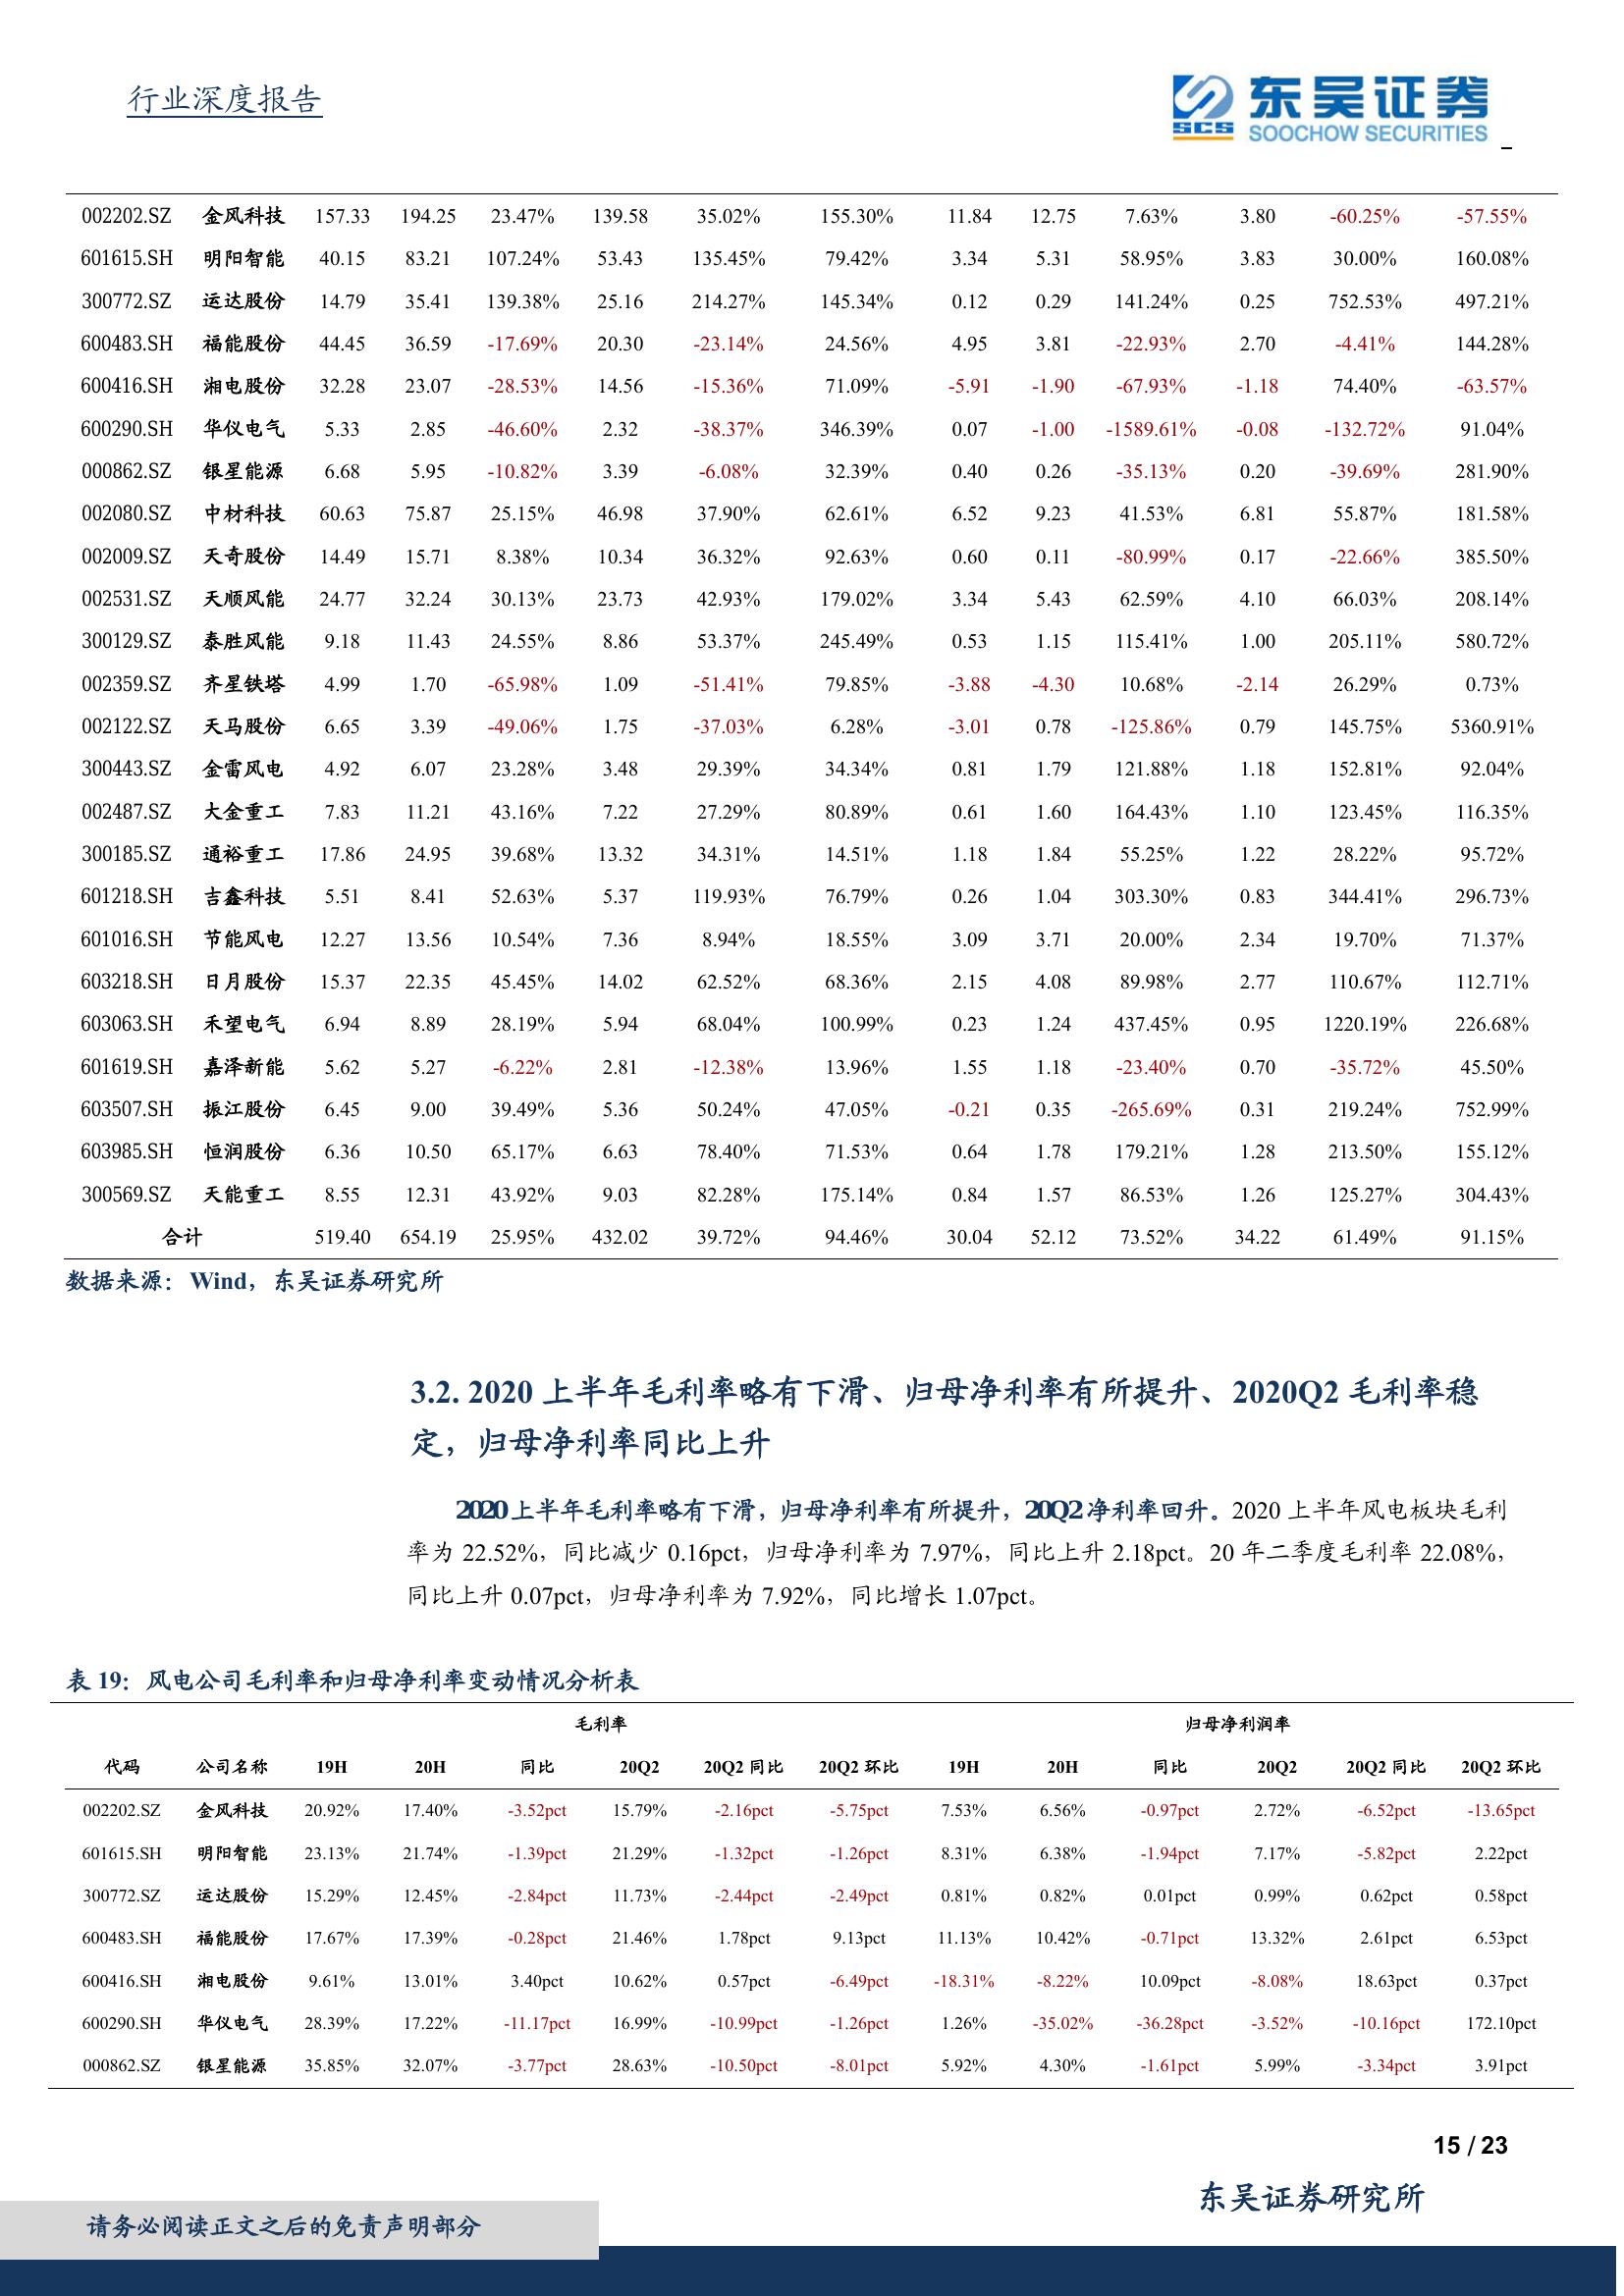 行业深度报告
SCS 东吴证券
SOOCHOW SECURITIES
002202.SZ 金风科技 157.33 194.25 23.47% 139.58 35.02% 155.30% 11.84 12.75 7.63% 3.80 -60.25% -57.55%
601615.SH 明阳智能 40.15 83.21 107.24% 53.43 135.45% 79.42% 3.34 5.31 58.95% 3.83 30.00% 160.08%
300772.SZ 运达股份 14.79 35.41 139.38% 25.16 214.27% 145.34% 0.12 0.29 141.24% 0.25 752.53% 497.21%
600483.SH 福能股份 44.45 36.59 -17.69% 20.30 -23.14% 24.56% 4.95 3.81 -22.93% 2.70 -4.41% 144.28%
600416.SH 湘电股份 32.28 23.07 -28.53% 14.56 -15.36% 71.09% -5.91 -1.90 -67.93% -1.18 74.40% -63.57%
600290.SH 华仪电气 5.33 2.85 -46.60% 2.32 -38.37% 346.39% 0.07 -1.00 -1589.61% -0.08 -132.72% 91.04%
000862.SZ 银星能源 6.68 5.95 -10.82% 3.39 -6.08% 32.39% 0.40 0.26 -35.13% 0.20 -39.69% 281.90%
002080.SZ 中材科技 60.63 75.87 25.15% 46.98 37.90% 62.61% 6.52 9.23 41.53% 6.81 55.87% 181.58%
002009.SZ 天奇股份 14.49 15.71 8.38% 10.34 36.32% 92.63% 0.60 0.11 -80.99% 0.17 -22.66% 385.50%
002531.SZ 天顺风能 24.77 32.24 30.13% 23.73 42.93% 179.02% 3.34 5.43 62.59% 4.10 66.03% 208.14%
300129.SZ 泰胜风能 9.18 11.43 24.55% 8.86 53.37% 245.49% 0.53 1.15 115.41% 1.00 205.11% 580.72%
002359.SZ 齐星铁塔 4.99 1.70 -65.98% 1.09 -51.41% 79.85% -3.88 -4.30 10.68% -2.14 26.29% 0.73%
002122.SZ 天马股份 6.65 3.39 -49.06% 1.75 -37.03% 6.28% -3.01 0.78 -125.86% 0.79 145.75% 5360.91%
300443.SZ 金雷风电 4.92 6.07 23.28% 3.48 29.39% 34.34% 0.81 1.79 121.88% 1.18 152.81% 92.04%
002487.SZ 大金重工 7.83 11.21 43.16% 7.22 27.29% 80.89% 0.61 1.60 164.43% 1.10 123.45% 116.35%
300185.SZ 通裕重工 17.86 24.95 39.68% 13.32 34.31% 14.51% 1.18 1.84 55.25% 1.22 28.22% 95.72%
601218.SH 吉鑫科技 5.51 8.41 52.63% 5.37 119.93% 76.79% 0.26 1.04 303.30% 0.83 344.41% 296.73%
601016.SH 节能风电 12.27 13.56 10.54% 7.36 8.94% 18.55% 3.09 3.71 20.00% 2.34 19.70% 71.37%
603218.SH 日月股份 15.37 22.35 45.45% 14.02 62.52% 68.36% 2.15 4.08 89.98% 2.77 110.67% 112.71%
603063.SH 禾望电气 6.94 8.89 28.19% 5.94 68.04% 100.99% 0.23 1.24 437.45% 0.95 1220.19% 226.68%
601619.SH 嘉泽新能 5.62 5.27 -6.22% 2.81 -12.38% 13.96% 1.55 1.18 -23.40% 0.70 -35.72% 45.50%
603507.SH 振江股份 6.45 9.00 39.49% 5.36 50.24% 47.05% -0.21 0.35 -265.69% 0.31 219.24% 752.99%
603985.SH 恒润股份 6.36 10.50 65.17% 6.63 78.40% 71.53% 0.64 1.78 179.21% 1.28 213.50% 155.12%
300569.SZ 天能重工 8.55 12.31 43.92% 9.03 82.28% 175.14% 0.84 1.57 86.53% 1.26 125.27% 304.43%
合计 519.40 654.19 25.95% 432.02 39.72% 94.46% 30.04 52.12 73.52% 34.22 61.49% 91.15%
数据来源：Wind，东吴证券研究所
3.2. 2020 上半年毛利率略有下滑、归母净利率有所提升、2020Q2 毛利率稳
定，归母净利率同比上升
2020 上半年毛利率略有下滑，归母净利率有所提升，20Q2 净利率回升。2020 上半年风电板块毛利
率为 22.52%，同比减少 0.16pct，归母净利率为 7.97%，同比上升 2.18pct。20 年二季度毛利率 22.08%，
同比上升 0.07pct，归母净利率为 7.92%，同比增长 1.07pct。
表 19：风电公司毛利率和归母净利率变动情况分析表
毛利率 归母净利润率
代码 公司名称 19H 20H 同比 20Q2 20Q2 同比 20Q2 环比 19H 20H 同比 20Q2 20Q2 同比 20Q2 环比
002202.SZ 金风科技 20.92% 17.40% -3.52pct 15.79% -2.16pct -5.75pct 7.53% 6.56% -0.97pct 2.72% -6.52pct -13.65pct
601615.SH 明阳智能 23.13% 21.74% -1.39pct 21.29% -1.32pct -1.26pct 8.31% 6.38% -1.94pct 7.17% -5.82pct 2.22pct
300772.SZ 运达股份 15.29% 12.45% -2.84pct 11.73% -2.44pct -2.49pct 0.81% 0.82% 0.01pct 0.99% 0.62pct 0.58pct
600483.SH 福能股份 17.67% 17.39% -0.28pct 21.46% 1.78pct 9.13pct 11.13% 10.42% -0.71pct 13.32% 2.61pct 6.53pct
600416.SH 湘电股份 9.61% 13.01% 3.40pct 10.62% 0.57pct -6.49pct -18.31% -8.22% 10.09pct -8.08% 18.63pct 0.37pct
600290.SH 华仪电气 28.39% 17.22% -11.17pct 16.99% -10.99pct -1.26pct 1.26% -35.02% -36.28pct -3.52% -10.16pct 172.10pct
000862.SZ 银星能源 35.85% 32.07% -3.77pct 28.63% -10.50pct -8.01pct 5.92% 4.30% -1.61pct 5.99% -3.34pct 3.91pct
15 / 23
东吴证券研究所
请务必阅读正文之后的免责声明部分